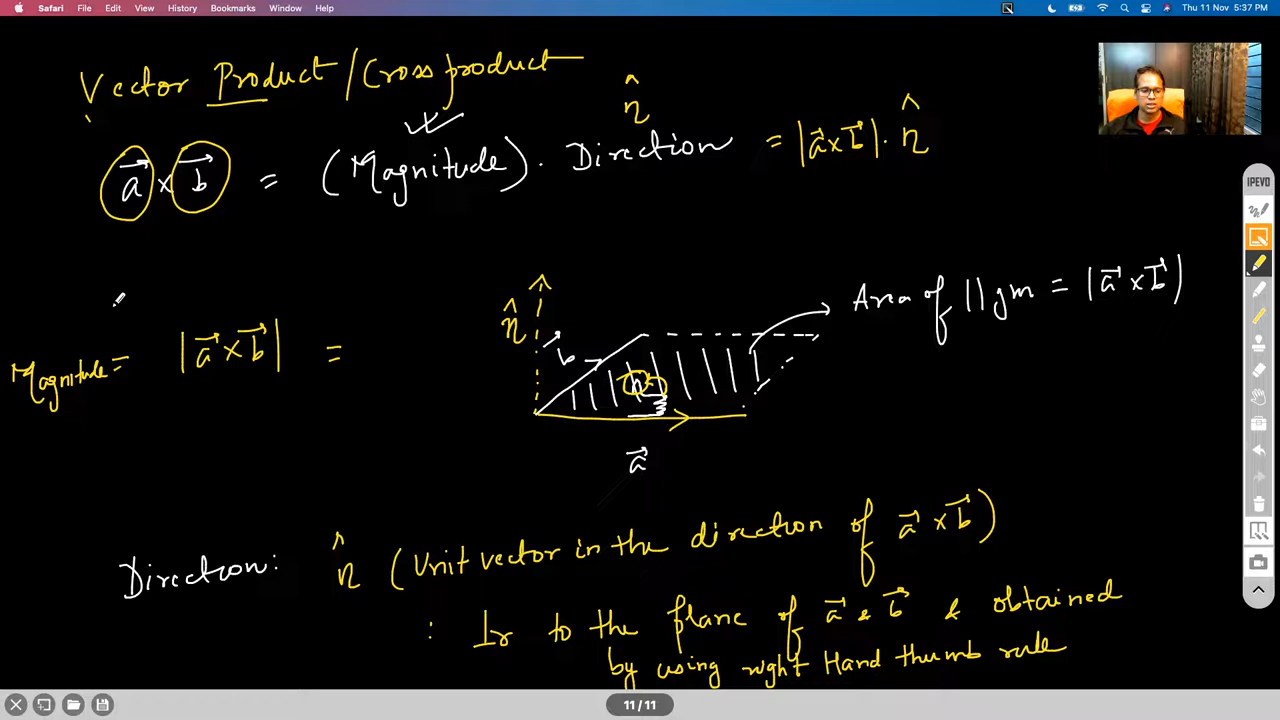 Safari File Edit View History Bookmarks Window Help Thu 11 Nov 5:37 PM
Vector Product/Cross product
a⃗ × b⃗ = (Magnitude). Direction = |a⃗×b⃗|. n̂
n̂
IPEVO
Area of ||gm = |a⃗×b⃗|
n̂
b⃗
Magnitude = |a⃗×b⃗| =
h
a⃗
Direction: n̂ (Unit vector in the direction of a⃗×b⃗)
: ⊥r to the plane of a⃗ & b⃗ & obtained
by using right Hand thumb rule
11/11